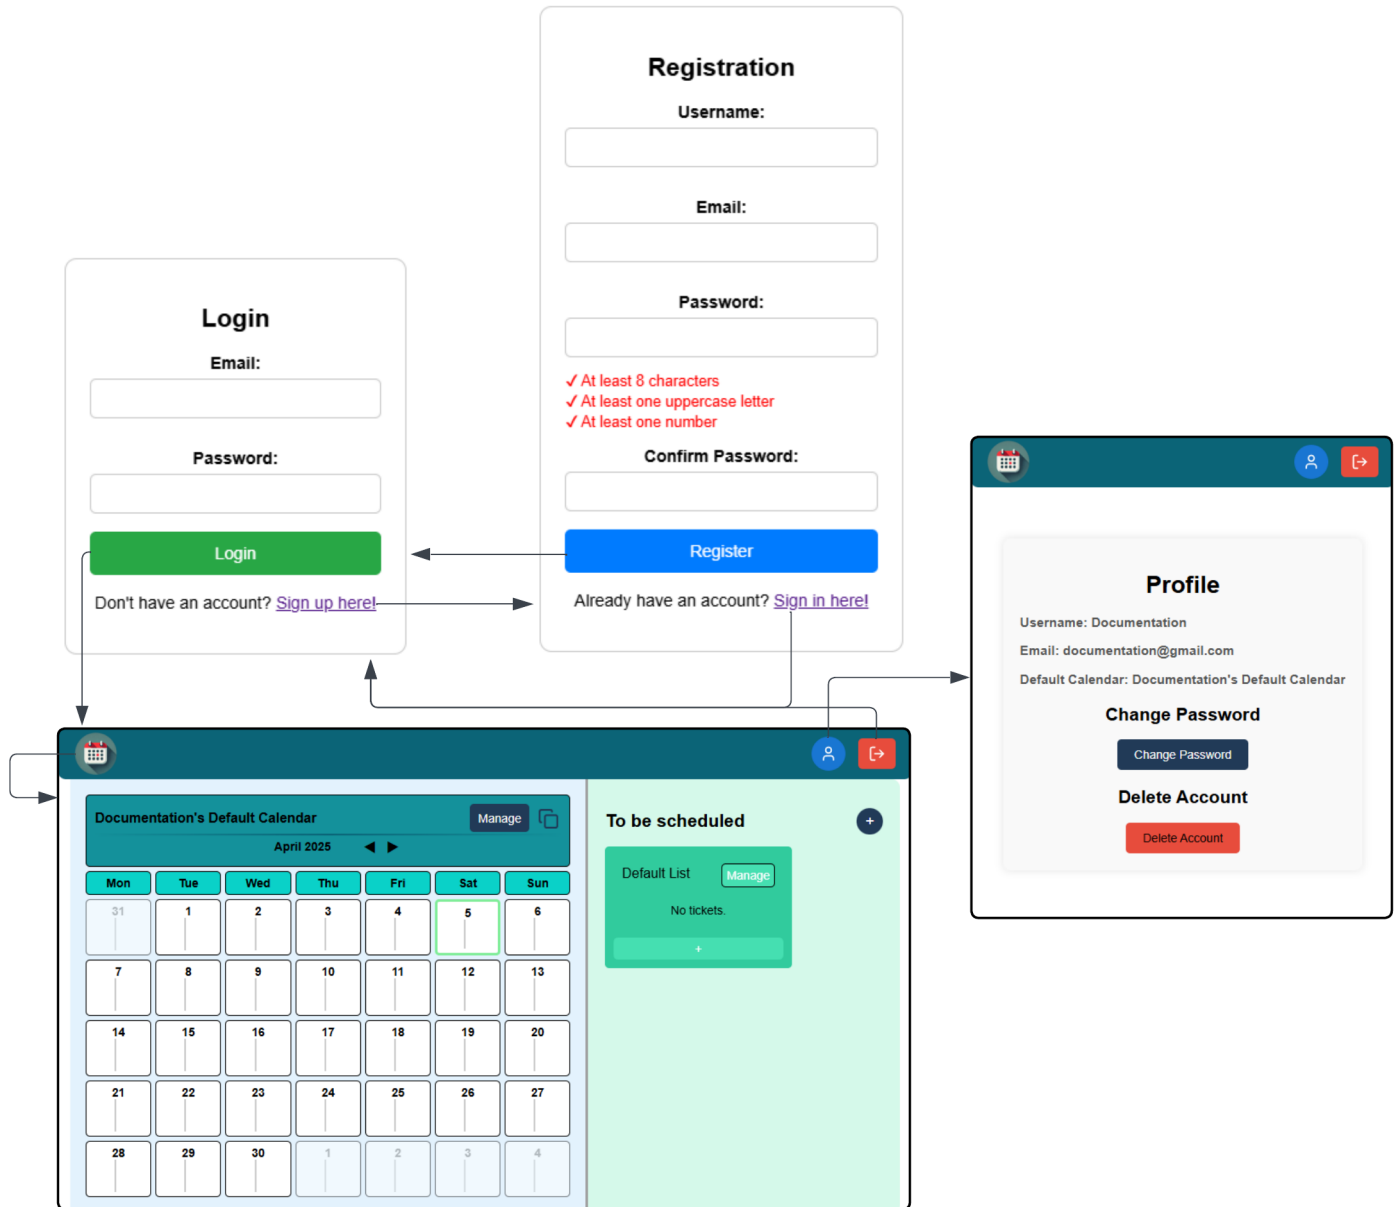 Registration
Username:
Email:
Password:
✓ At least 8 characters
✓ At least one uppercase letter
✓ At least one number
Confirm Password:
Register
Already have an account? Sign in here!
Login
Email:
Password:
Login
Don't have an account? Sign up here!
Profile
Username: Documentation
Email: documentation@gmail.com
Default Calendar: Documentation's Default Calendar
Change Password
Change Password
Delete Account
Delete Account
Documentation's Default Calendar Manage
April 2025
Mon Tue Wed Thu Fri Sat Sun
31 1 2 3 4 5 6
7 8 9 10 11 12 13
14 15 16 17 18 19 20
21 22 23 24 25 26 27
28 29 30 1 2 3 4
To be scheduled +
Default List Manage
No tickets.
+